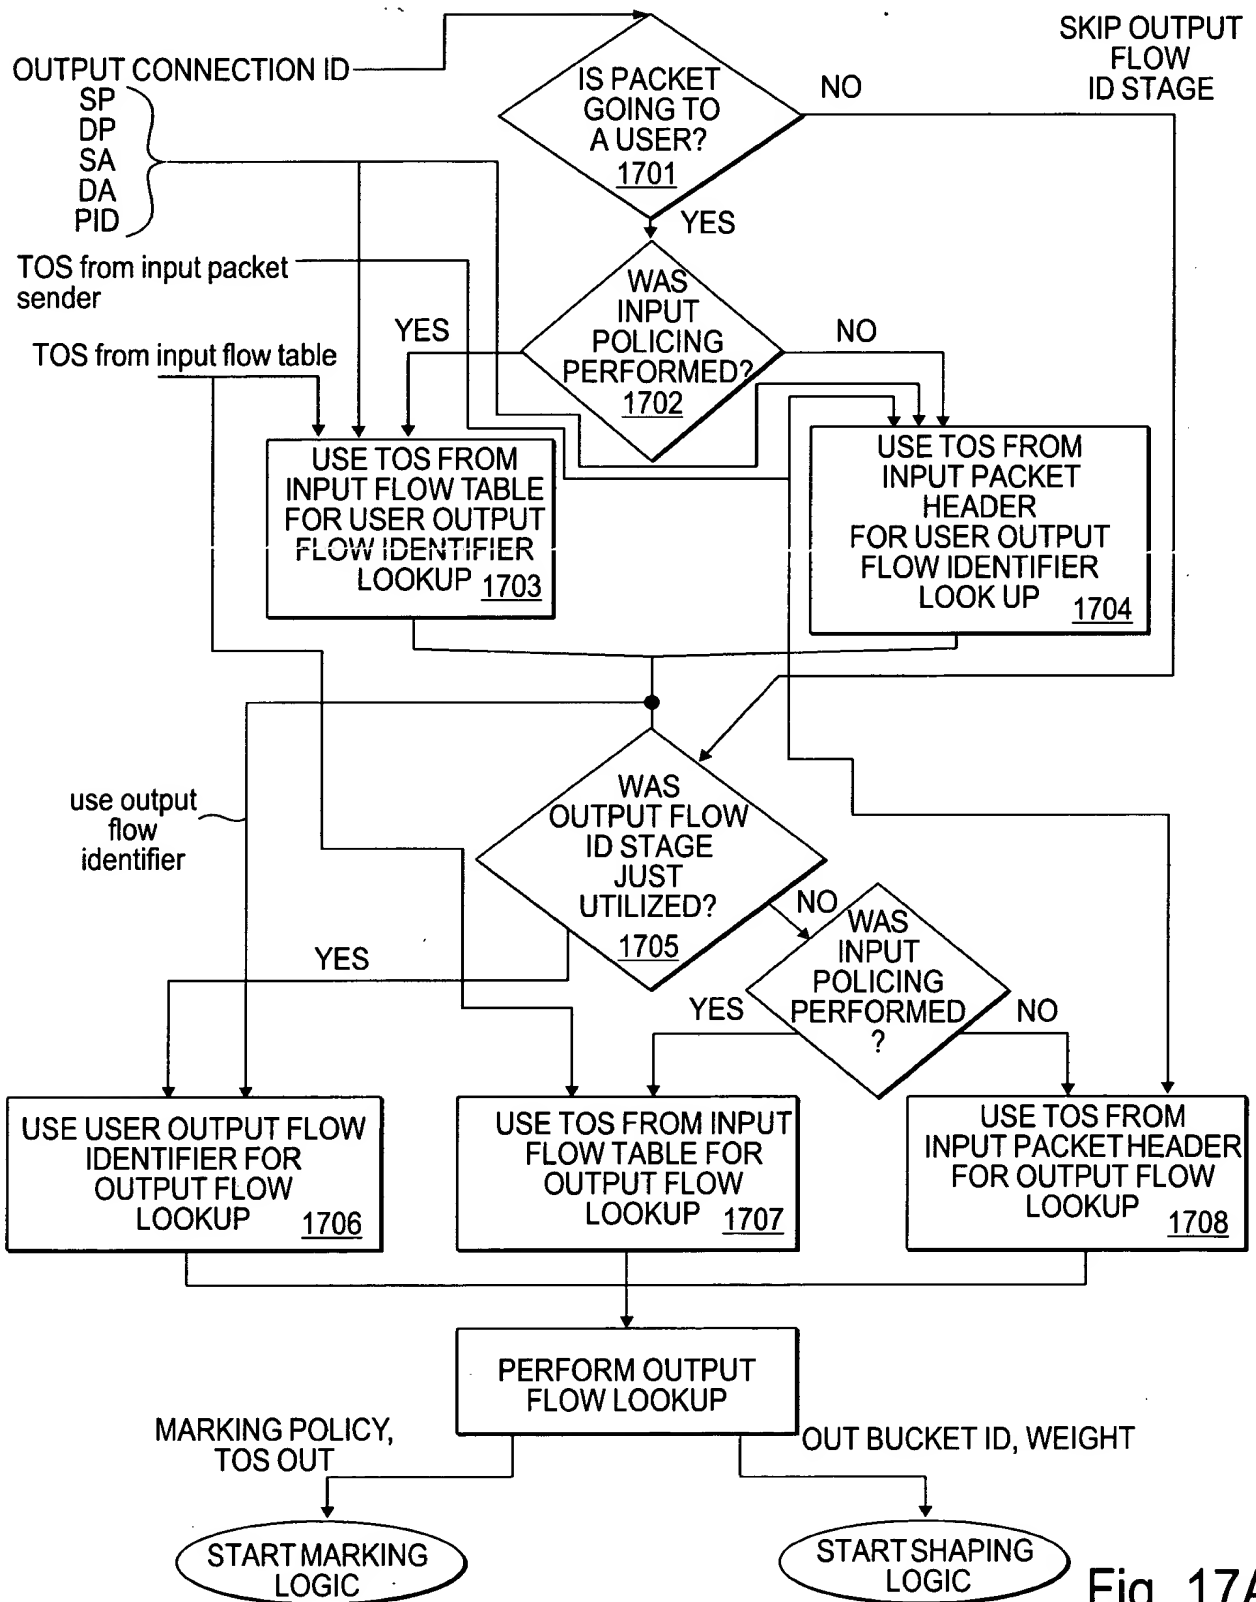 SKIP OUTPUT
FLOW
ID STAGE
OUTPUT CONNECTION ID
SP
DP
SA
DA
PID
IS PACKET
GOING TO
A USER?
1701
NO
YES
TOS from input packet
sender
TOS from input flow table
WAS
INPUT
POLICING
PERFORMED?
1702
YES
NO
USE TOS FROM
INPUT FLOW TABLE
FOR USER OUTPUT
FLOW IDENTIFIER
LOOKUP 1703
USE TOS FROM
INPUT PACKET
HEADER
FOR USER OUTPUT
FLOW IDENTIFIER
LOOK UP 1704
use output
flow
identifier
WAS
OUTPUT FLOW
ID STAGE
JUST
UTILIZED?
1705
YES
NO
WAS
INPUT
POLICING
PERFORMED
?
YES
NO
USE USER OUTPUT FLOW
IDENTIFIER FOR
OUTPUT FLOW
LOOKUP 1706
USE TOS FROM INPUT
FLOW TABLE FOR
OUTPUT FLOW
LOOKUP 1707
USE TOS FROM
INPUT PACKET HEADER
FOR OUTPUT FLOW
LOOKUP 1708
PERFORM OUTPUT
FLOW LOOKUP
MARKING POLICY,
TOS OUT
OUT BUCKET ID, WEIGHT
START MARKING
LOGIC
START SHAPING
LOGIC
Fig. 17A